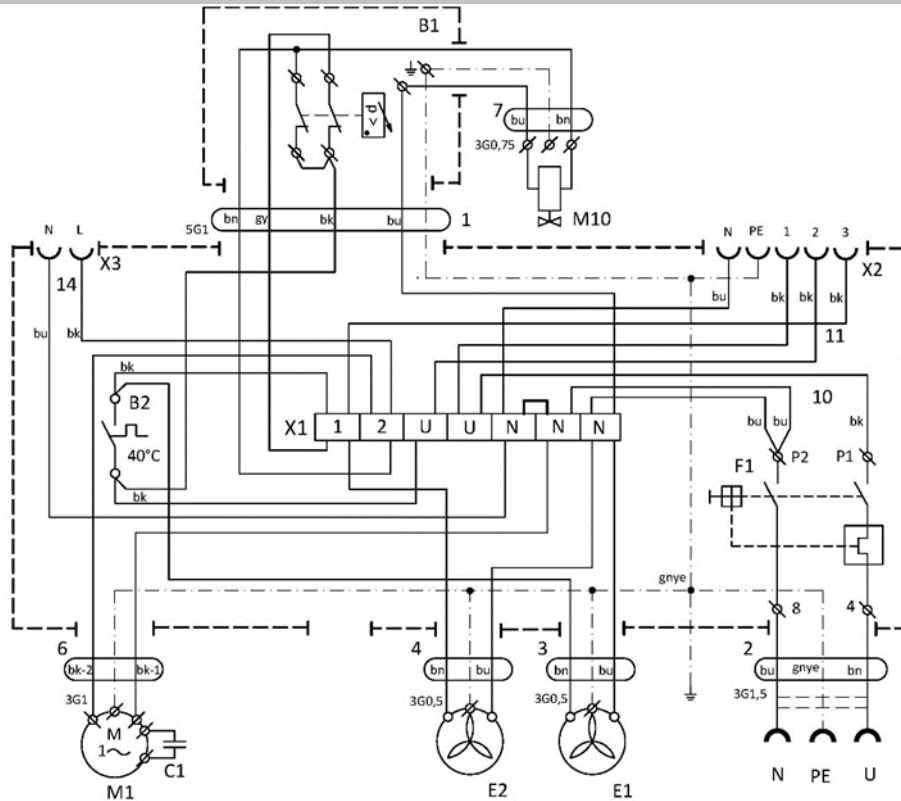 B1
7 bu bn
3G0,75
< d
M10
bn gy bk bu 1
5G1
N L
X3
N PE 1 2 3
X2
14
bu bk
bu bk bk bk
11
bk
B2
40°C
bk
X1 1 2 U U N N N
10
bu bu bk
F1 P2 P1
gnye
8 4
6 bk-2 bk-1
3G1
4 bn bu
3G0,5
3 bn bu
3G0,5
2 bu gnye bn
3G1,5
M
1~
C1
M1
E2
E1
N PE U